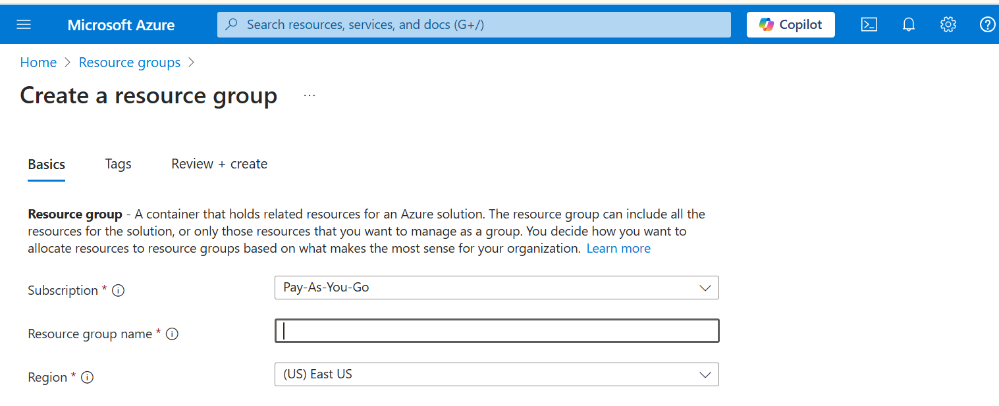 Microsoft Azure
Search resources, services, and docs (G+/)
Copilot
Home > Resource groups >
Create a resource group ...
Basics Tags Review + create
Resource group - A container that holds related resources for an Azure solution. The resource group can include all the
resources for the solution, or only those resources that you want to manage as a group. You decide how you want to
allocate resources to resource groups based on what makes the most sense for your organization. Learn more
Subscription * Pay-As-You-Go
Resource group name *
Region * (US) East US